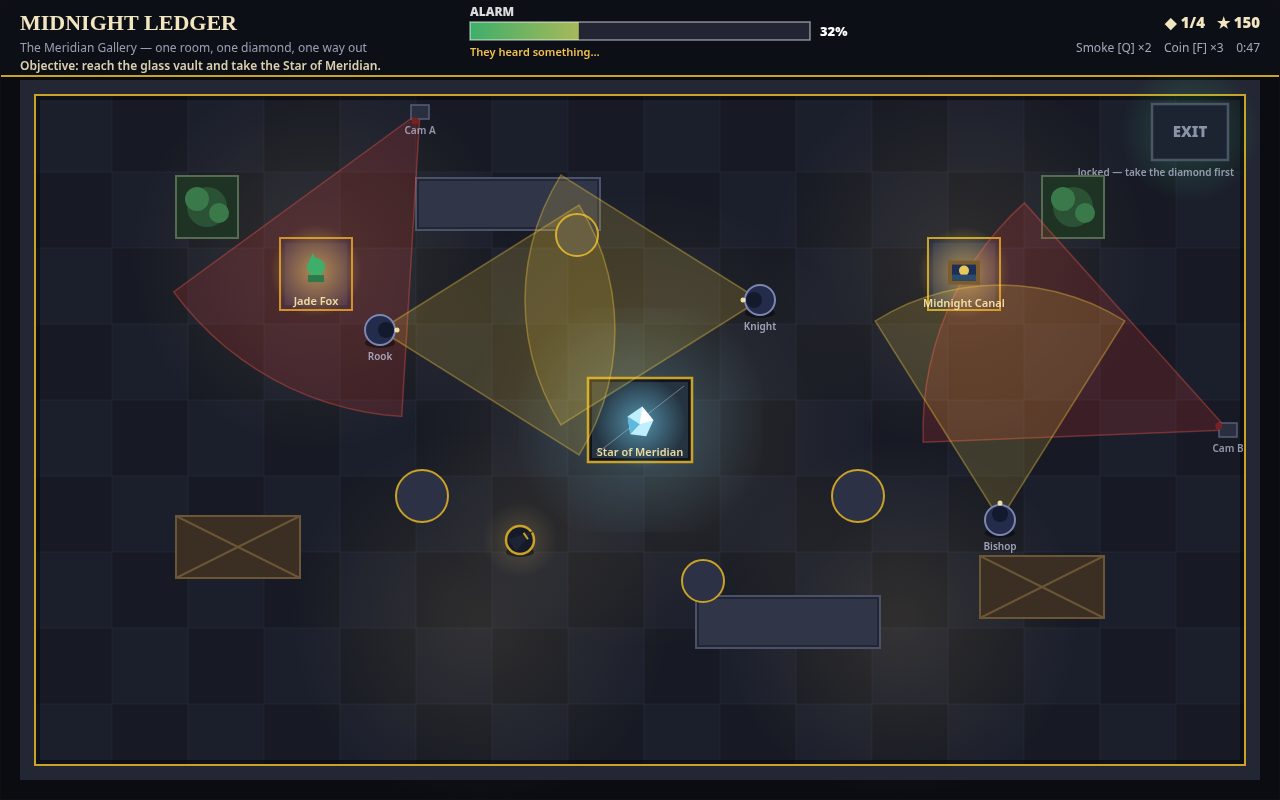 MIDNIGHT LEDGER
The Meridian Gallery — one room, one diamond, one way out
Objective: reach the glass vault and take the Star of Meridian.
ALARM
32%
They heard something...
◆ 1/4 ★ 150
Smoke [Q] ×2 Coin [F] ×3 0:47
Cam A
EXIT
locked — take the diamond first
Jade Fox
Midnight Canal
Knight
Rook
Star of Meridian
Cam B
Bishop